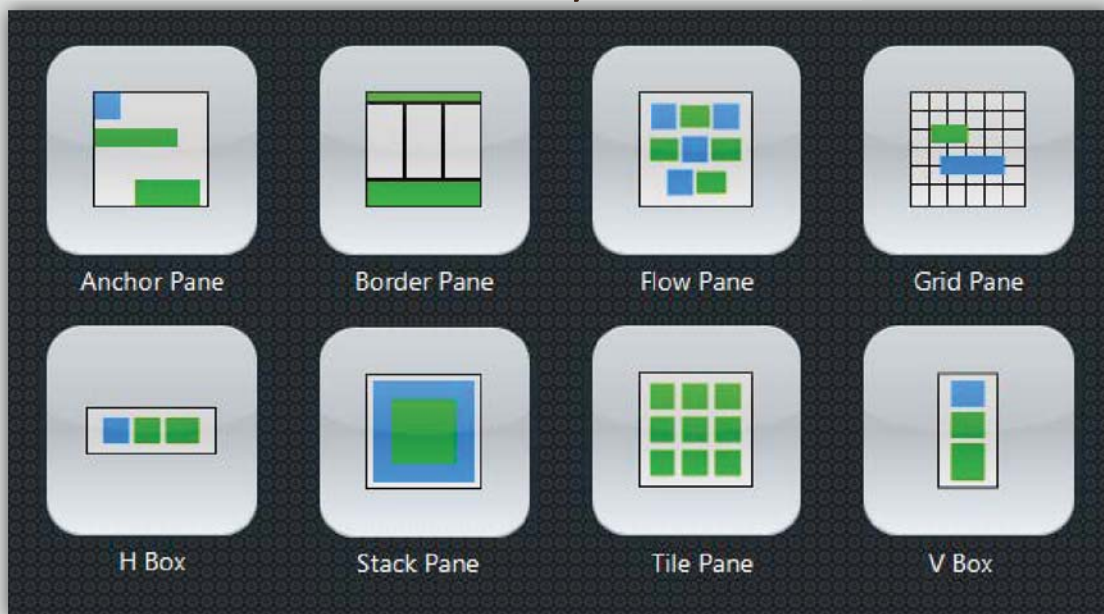 Anchor Pane
Border Pane
Flow Pane
Grid Pane
H Box
Stack Pane
Tile Pane
V Box